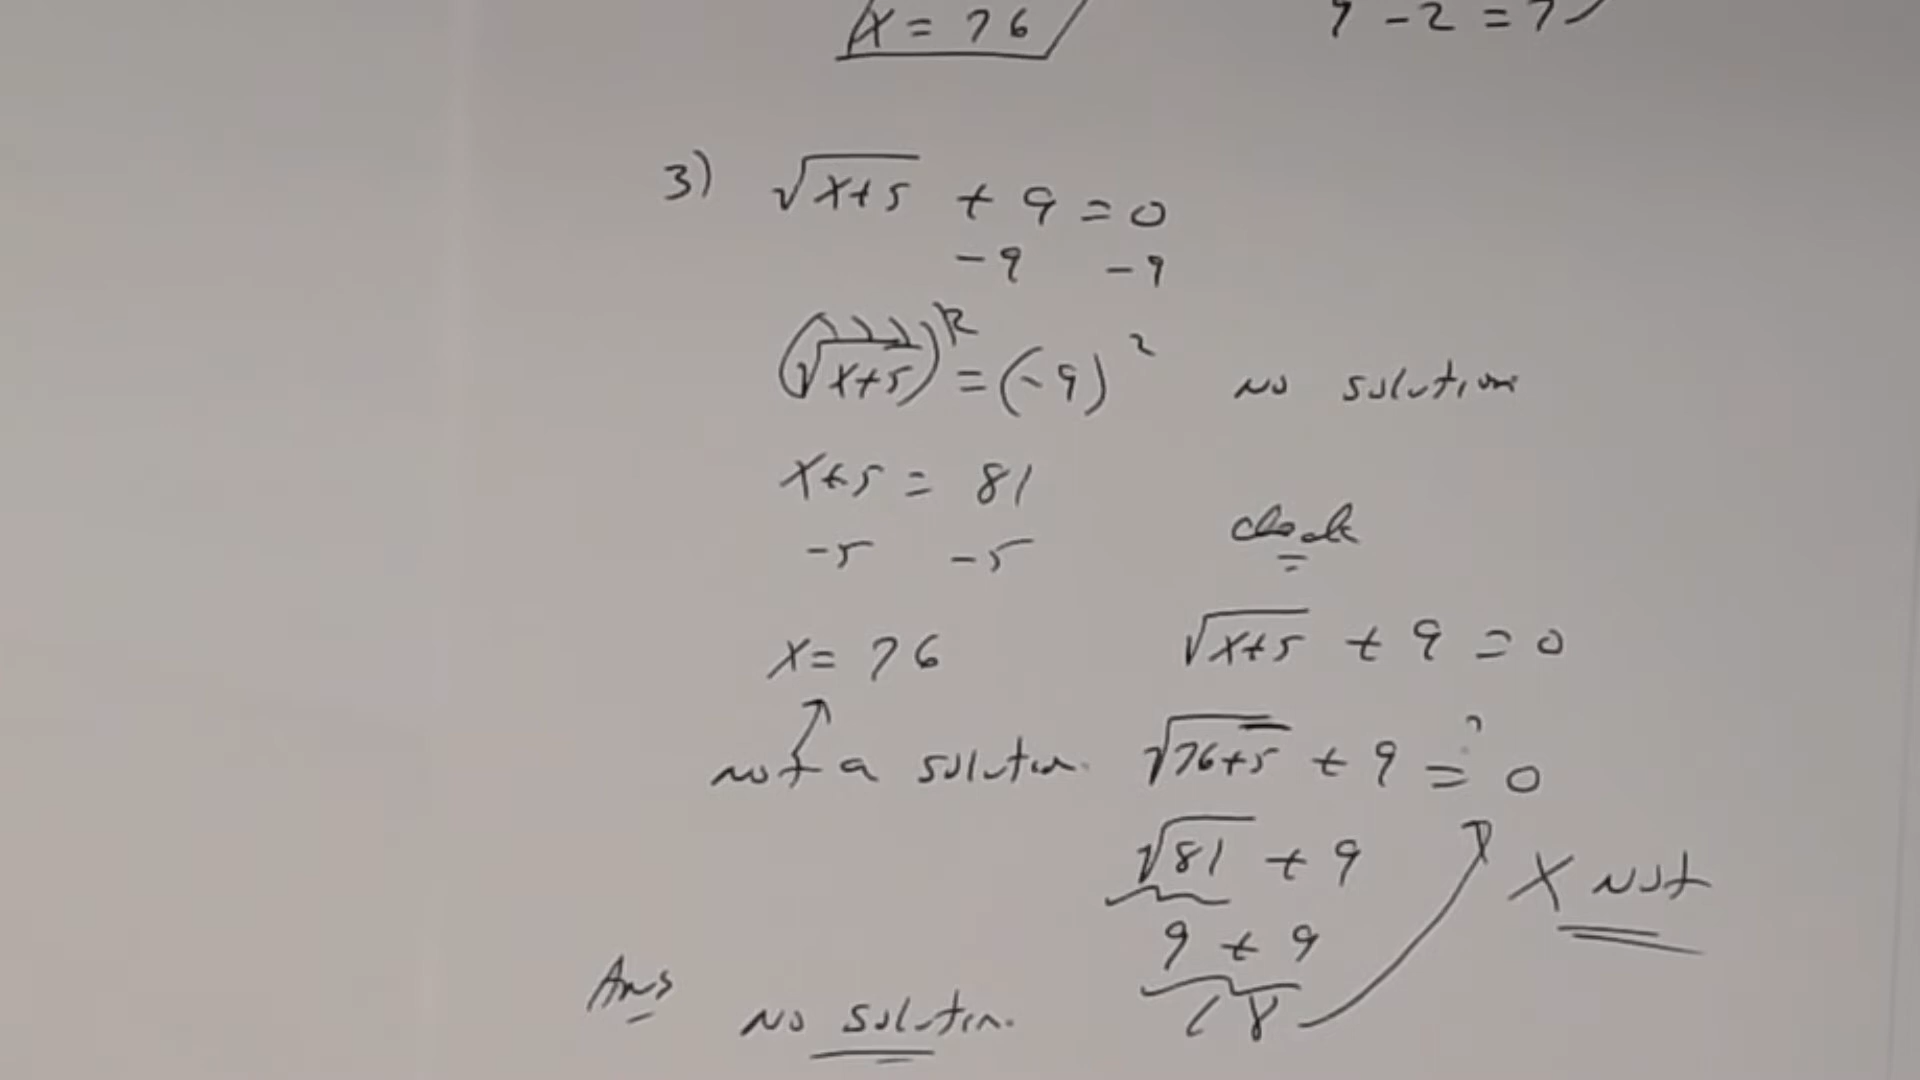 x = 76
9 - 2 = 7 ✓
3) √(x+5) + 9 = 0
-9 -9
(√(x+5))² = (-9)² no solution
x+5 = 81
-5 -5
x = 76
not a solution.
check
√(x+5) + 9 = 0
√(76+5) + 9 =? 0
√81 + 9
9 + 9
18
X Not
Ans No solution.